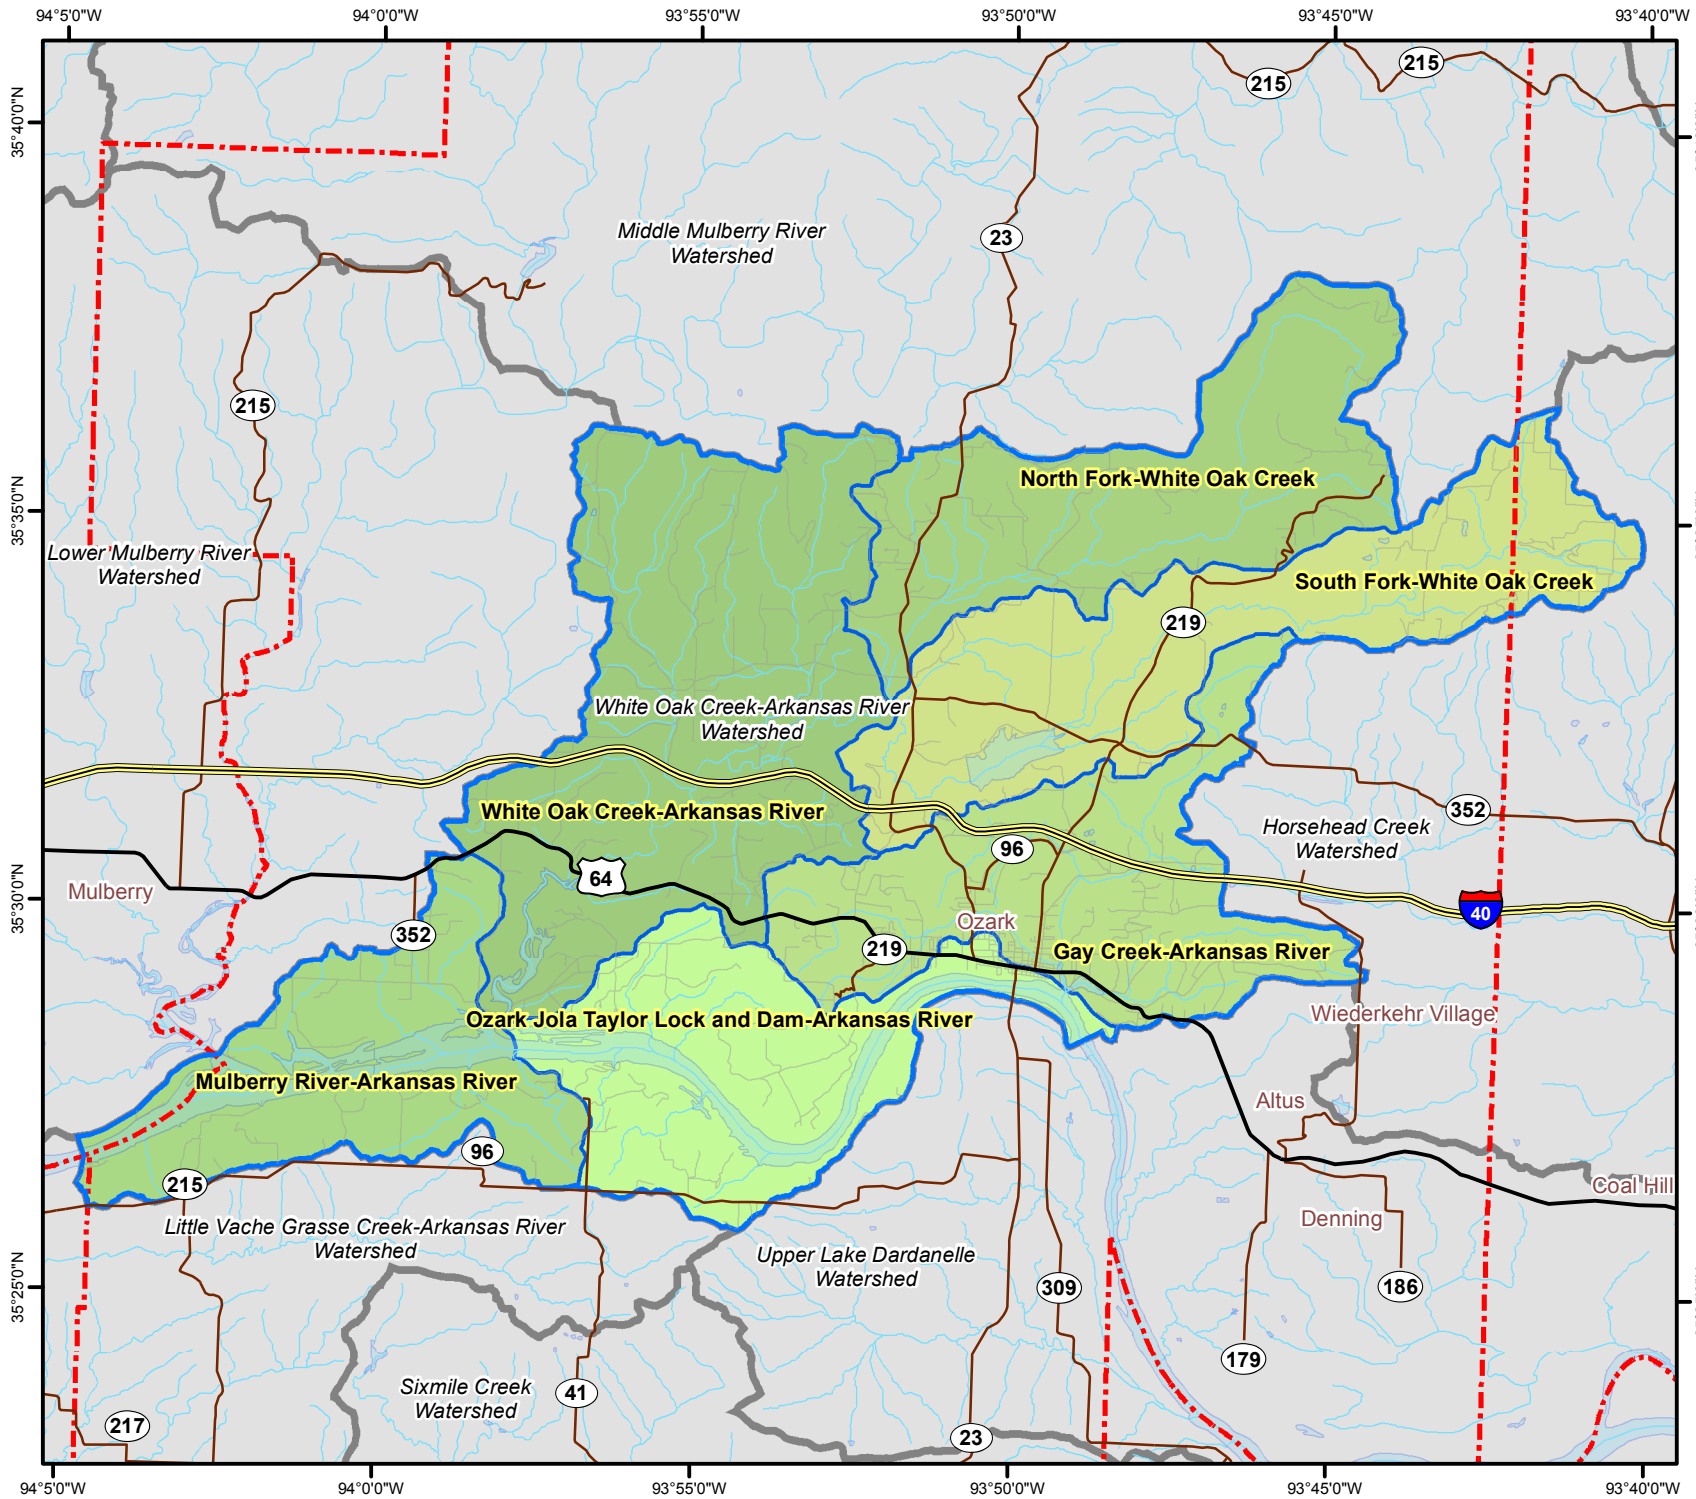 94°5'0"W
94°0'0"W
93°55'0"W
93°50'0"W
93°45'0"W
93°40'0"W
215
215
35°40'0"N
23
Middle Mulberry River
Watershed
215
North Fork-White Oak Creek
35°35'0"N
Lower Mulberry River
Watershed
South Fork-White Oak Creek
219
White Oak Creek-Arkansas River
Watershed
White Oak Creek-Arkansas River
352
Horsehead Creek
Watershed
96
64
Mulberry
35°30'0"N
40
Ozark
352
219
Gay Creek-Arkansas River
Wiederkehr Village
Ozark Jola Taylor Lock and Dam-Arkansas River
Mulberry River-Arkansas River
Altus
96
215
Coal Hill
Little Vache Grasse Creek-Arkansas River
Watershed
Denning
Upper Lake Dardanelle
Watershed
35°25'0"N
309
186
179
Sixmile Creek
Watershed
41
217
23
94°5'0"W
94°0'0"W
93°55'0"W
93°50'0"W
93°45'0"W
93°40'0"W